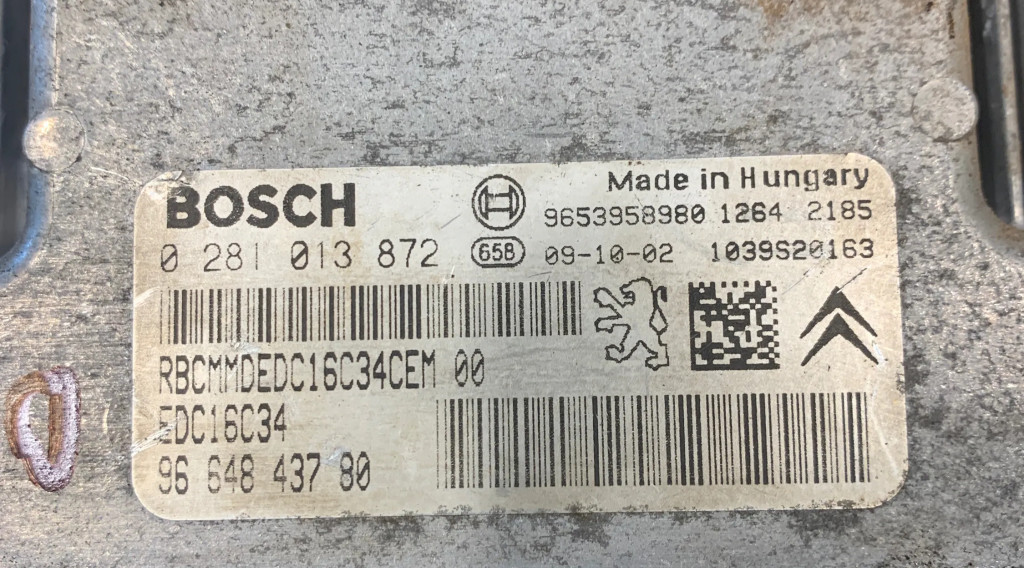 BOSCH
Made in Hungary
9653958980 1264 2185
0 281 013 872 658 09-10-02 1039S20163
RBCMMDEDC16C34CEM 00
EDC16C34
96 648 437 80